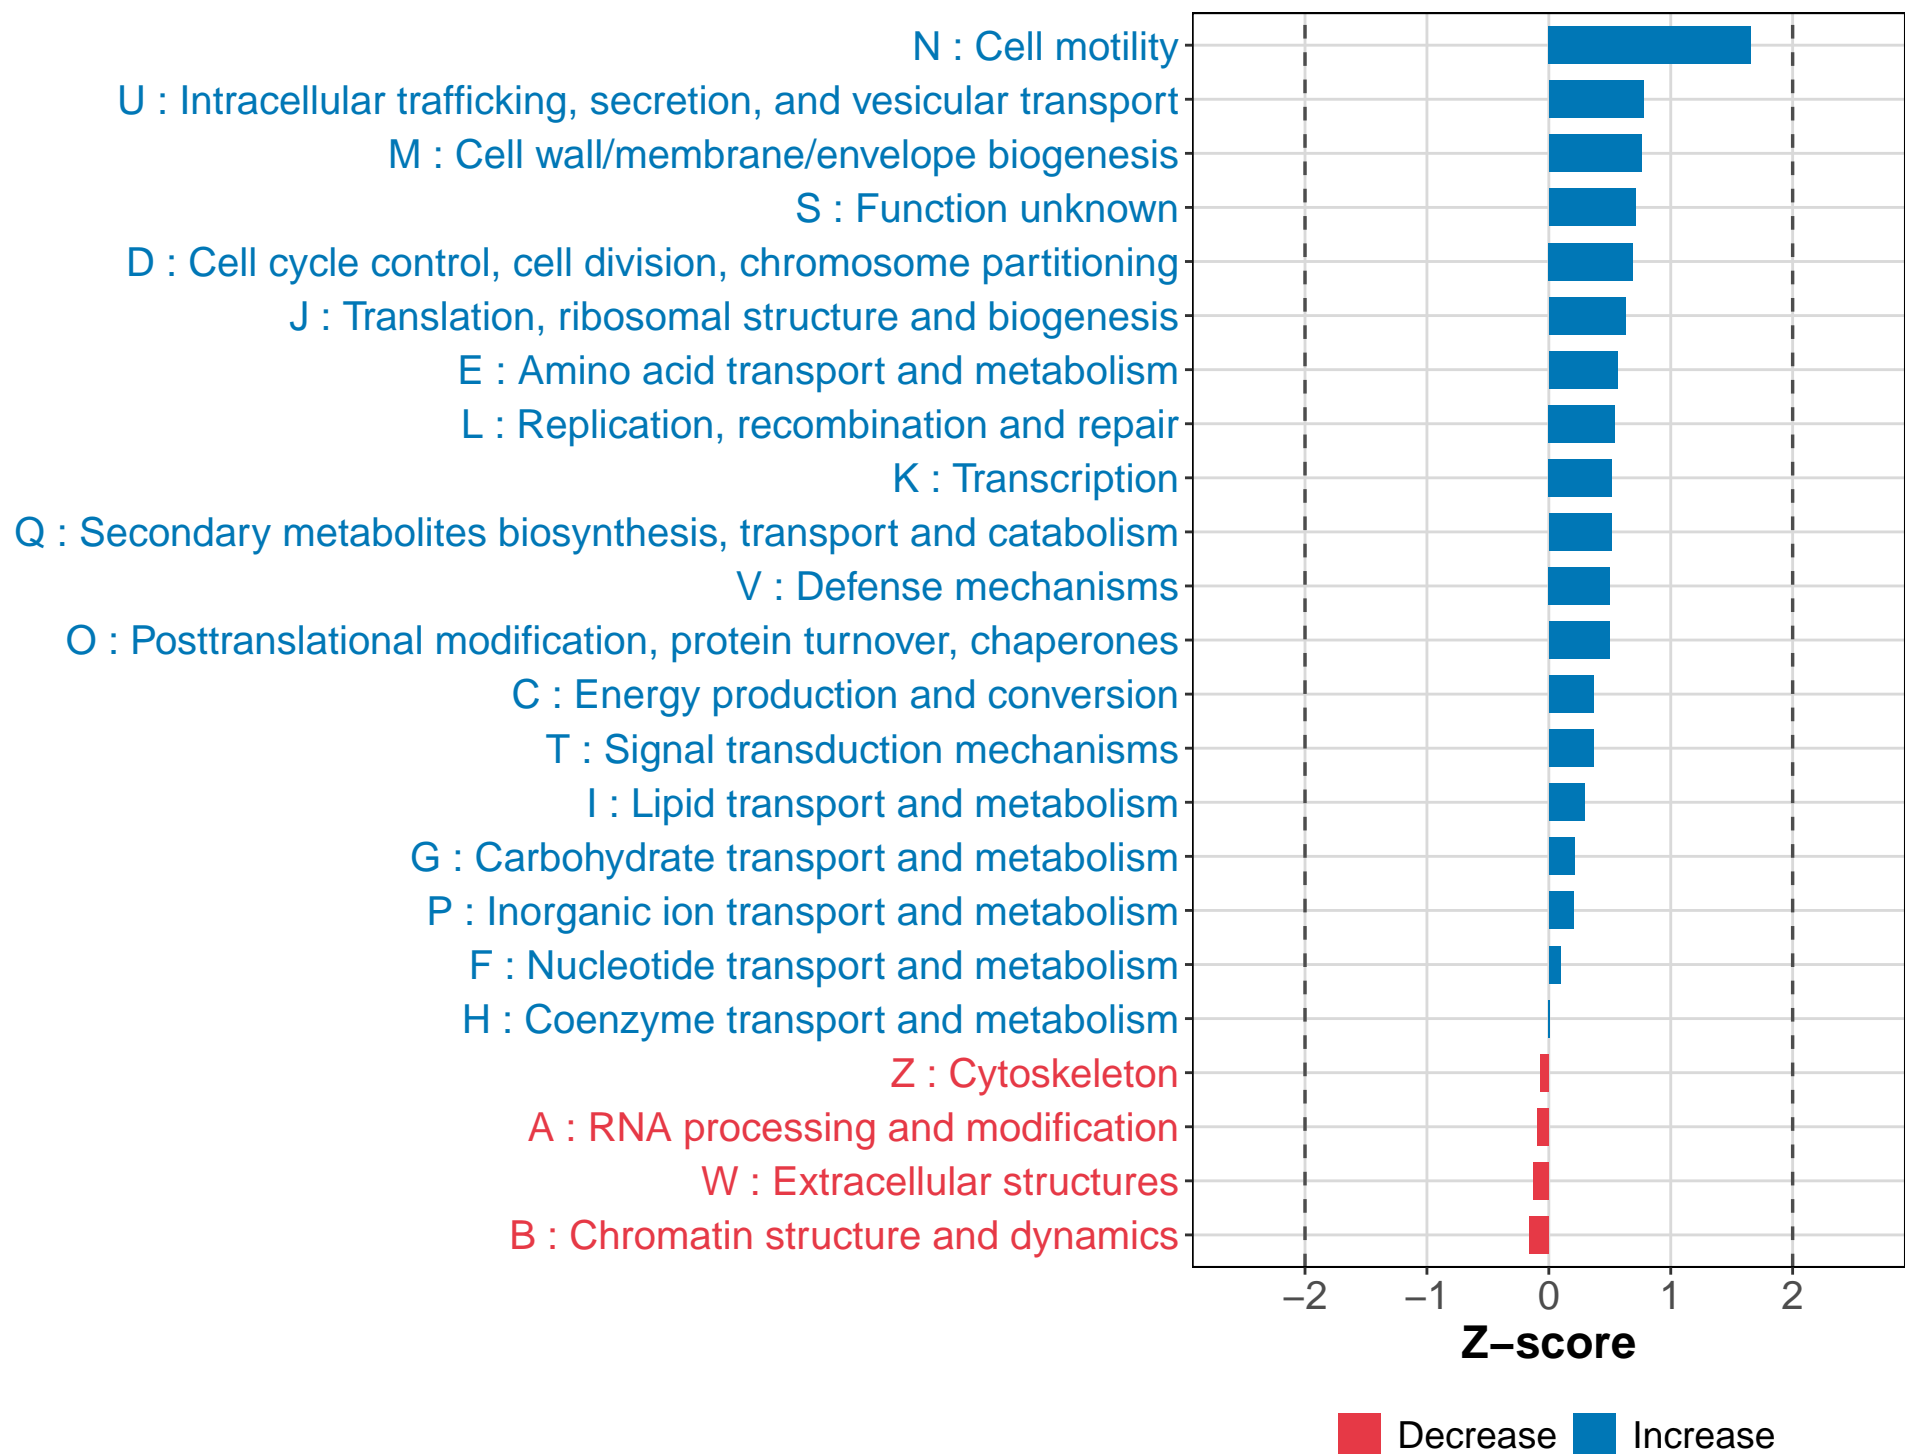 N : Cell motility
U : Intracellular trafficking, secretion, and vesicular transport
M : Cell wall/membrane/envelope biogenesis
S : Function unknown
D : Cell cycle control, cell division, chromosome partitioning
J : Translation, ribosomal structure and biogenesis
E : Amino acid transport and metabolism
L : Replication, recombination and repair
K : Transcription
Q : Secondary metabolites biosynthesis, transport and catabolism
V : Defense mechanisms
O : Posttranslational modification, protein turnover, chaperones
C : Energy production and conversion
T : Signal transduction mechanisms
I : Lipid transport and metabolism
G : Carbohydrate transport and metabolism
P : Inorganic ion transport and metabolism
F : Nucleotide transport and metabolism
H : Coenzyme transport and metabolism
Z : Cytoskeleton
A : RNA processing and modification
W : Extracellular structures
B : Chromatin structure and dynamics
−2 −1 0 1 2
Z−score
Decrease Increase